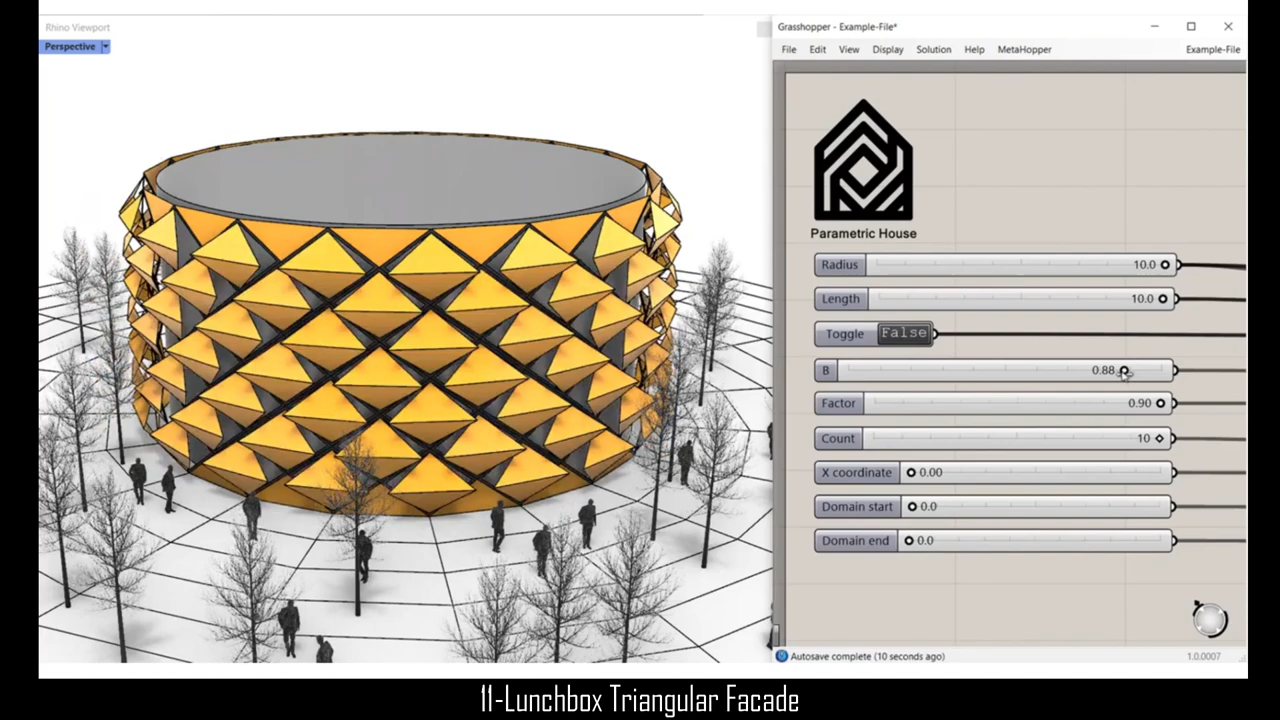 Rhino Viewport
Perspective
Grasshopper - Example-File*
File Edit View Display Solution Help MetaHopper Example-File
Parametric House
Radius 10.0
Length 10.0
Toggle False
B 0.88
Factor 0.90
Count 10
X coordinate 0.00
Domain start 0.0
Domain end 0.0
Autosave complete (10 seconds ago) 1.0.0007
11-Lunchbox Triangular Facade